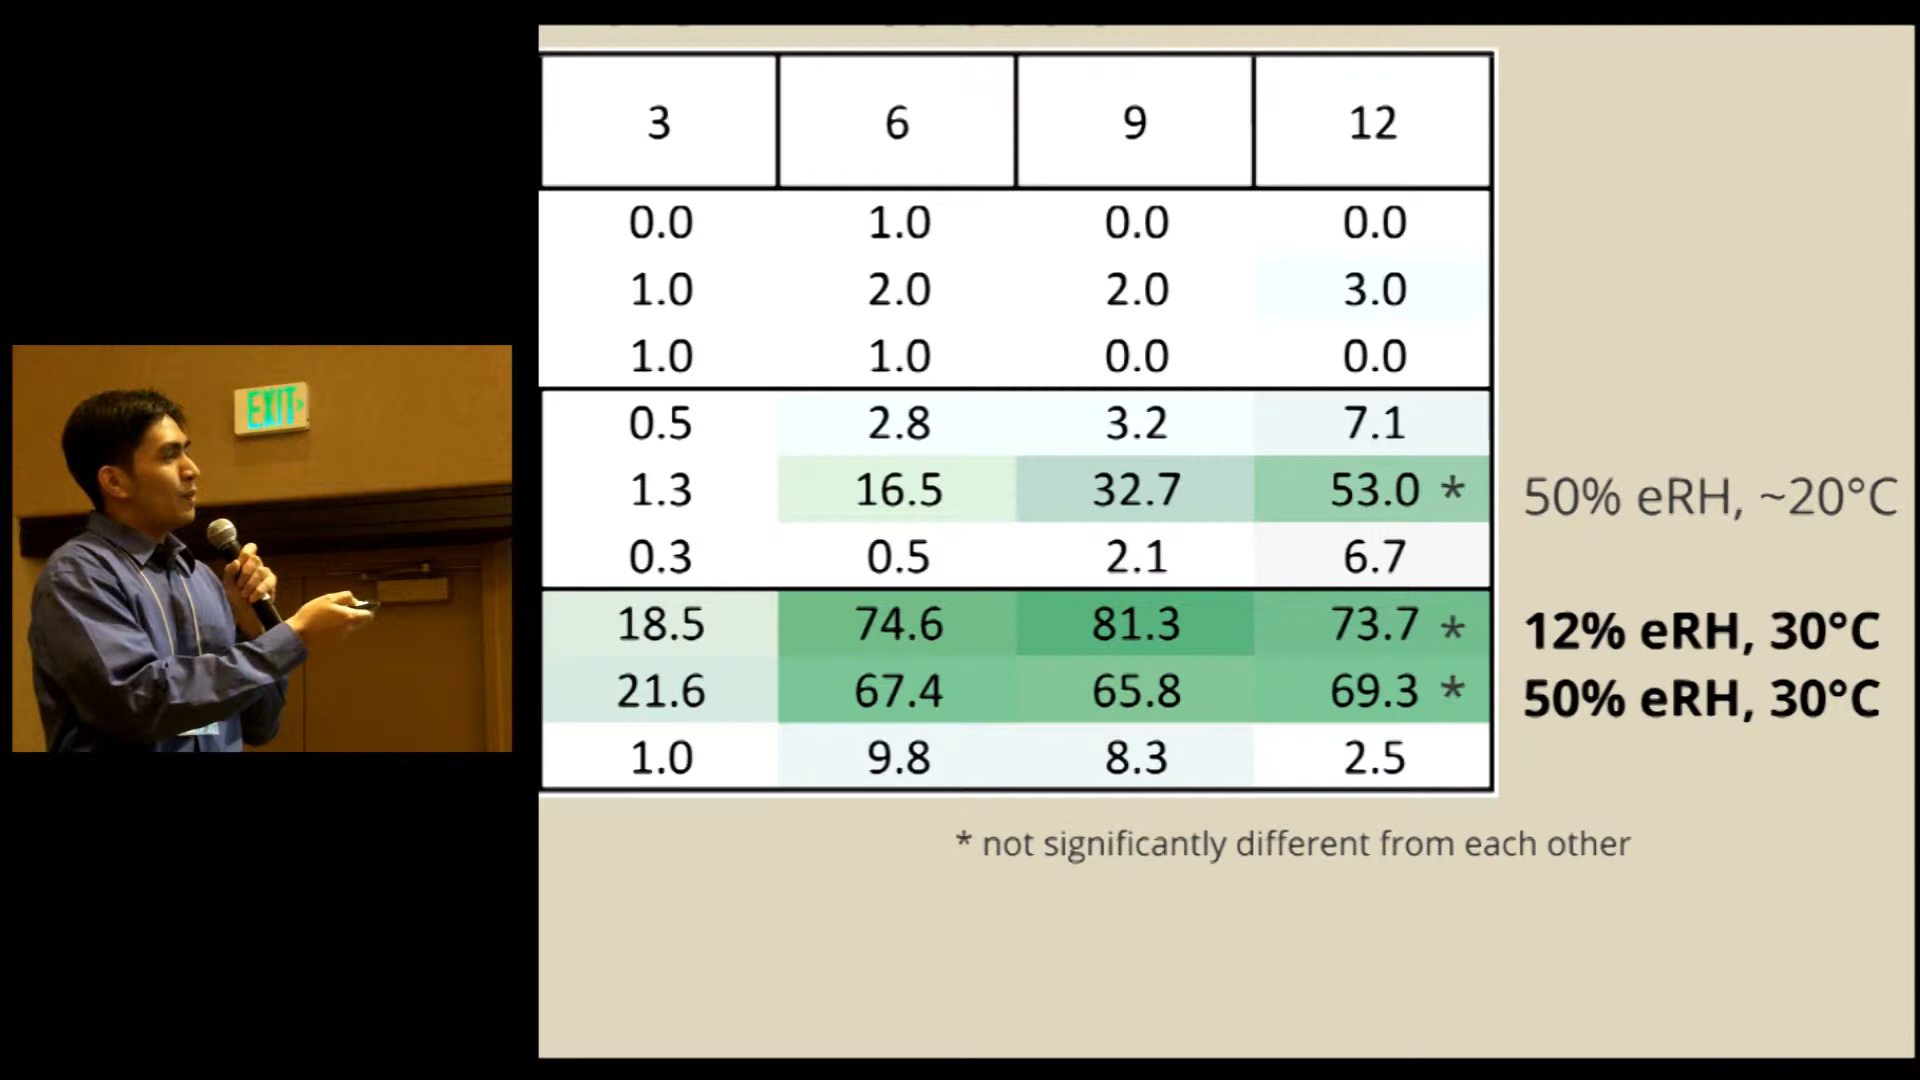 EXIT
3 6 9 12
0.0 1.0 0.0 0.0
1.0 2.0 2.0 3.0
1.0 1.0 0.0 0.0
0.5 2.8 3.2 7.1
1.3 16.5 32.7 53.0 * 50% eRH, ~20°C
0.3 0.5 2.1 6.7
18.5 74.6 81.3 73.7 * 12% eRH, 30°C
21.6 67.4 65.8 69.3 * 50% eRH, 30°C
1.0 9.8 8.3 2.5
* not significantly different from each other